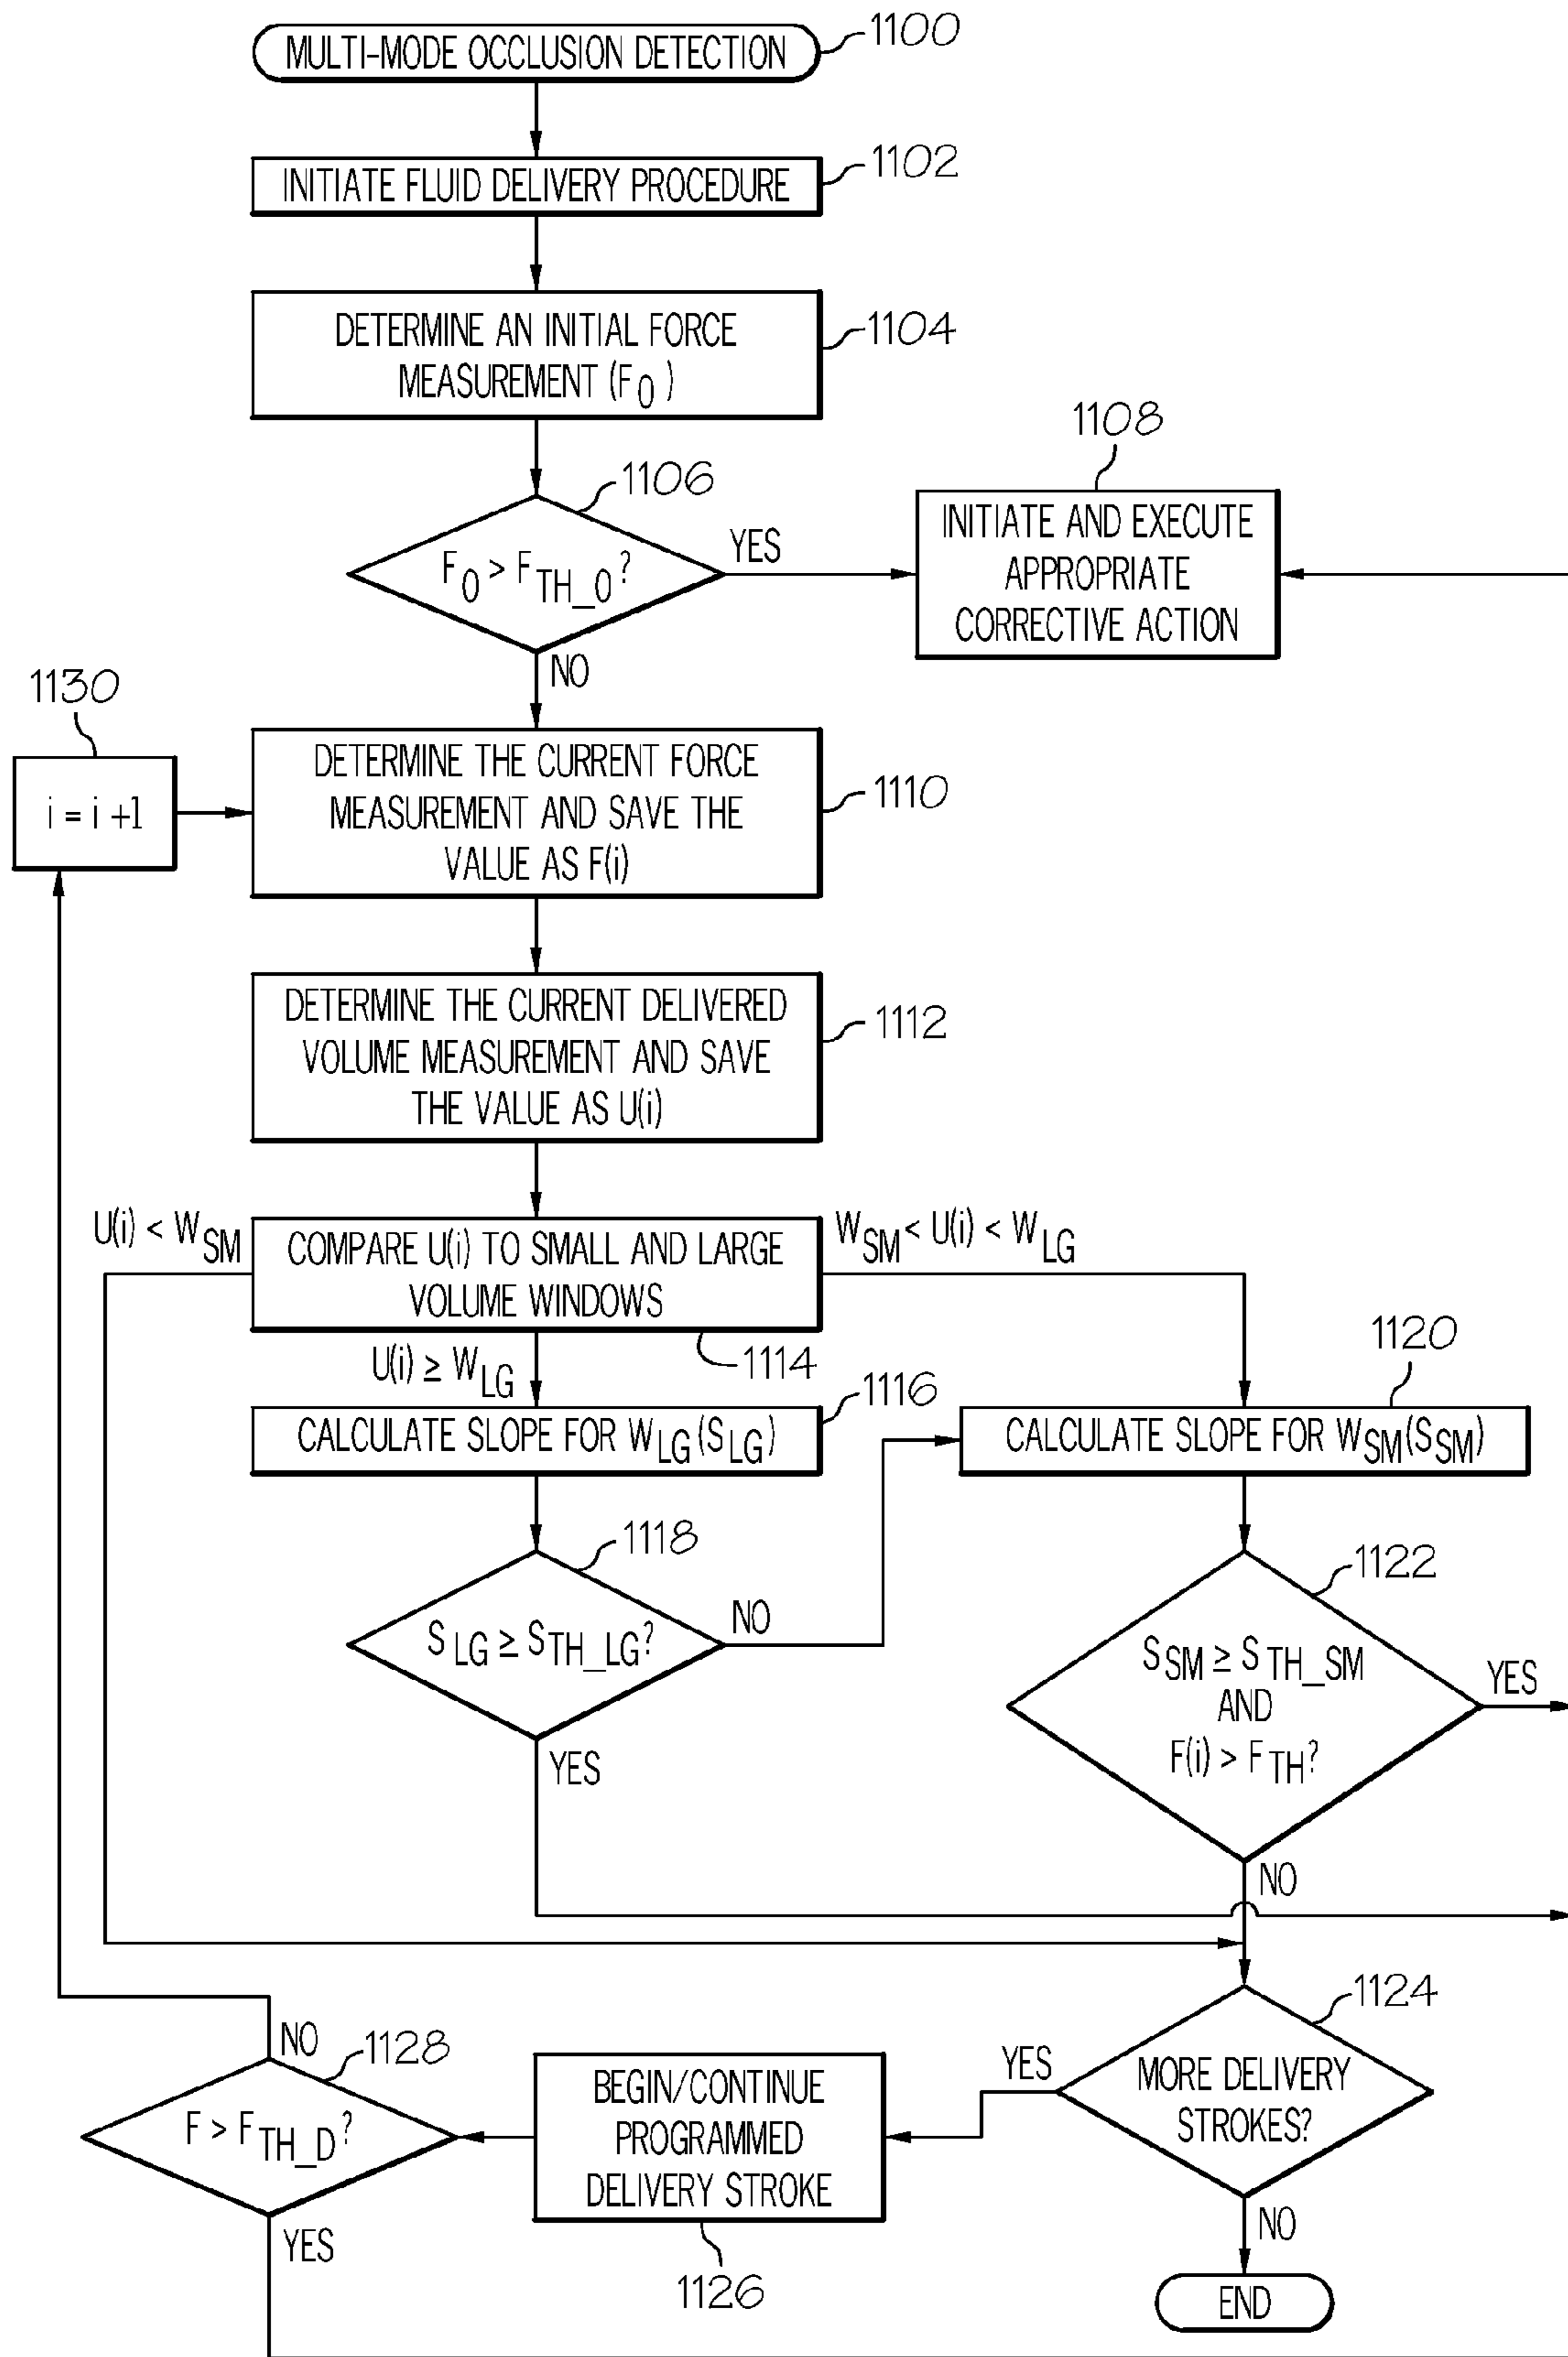 MULTI-MODE OCCLUSION DETECTION
1100
INITIATE FLUID DELIVERY PROCEDURE
1102
DETERMINE AN INITIAL FORCE
MEASUREMENT (F0)
1104
1106
F0 > FTH_0?
YES
NO
1108
INITIATE AND EXECUTE
APPROPRIATE
CORRECTIVE ACTION
1130
i = i +1
DETERMINE THE CURRENT FORCE
MEASUREMENT AND SAVE THE
VALUE AS F(i)
1110
DETERMINE THE CURRENT DELIVERED
VOLUME MEASUREMENT AND SAVE
THE VALUE AS U(i)
1112
U(i) < WSM
COMPARE U(i) TO SMALL AND LARGE
VOLUME WINDOWS
WSM < U(i) < WLG
1114
U(i) ≥ WLG
1116
CALCULATE SLOPE FOR WLG(SLG)
1120
CALCULATE SLOPE FOR WSM(SSM)
1118
SLG ≥ STH_LG?
NO
YES
1122
SSM ≥ STH_SM
AND
F(i) > FTH?
YES
NO
1124
MORE DELIVERY
STROKES?
YES
NO
END
BEGIN/CONTINUE
PROGRAMMED
DELIVERY STROKE
1126
1128
F > FTH_D?
NO
YES